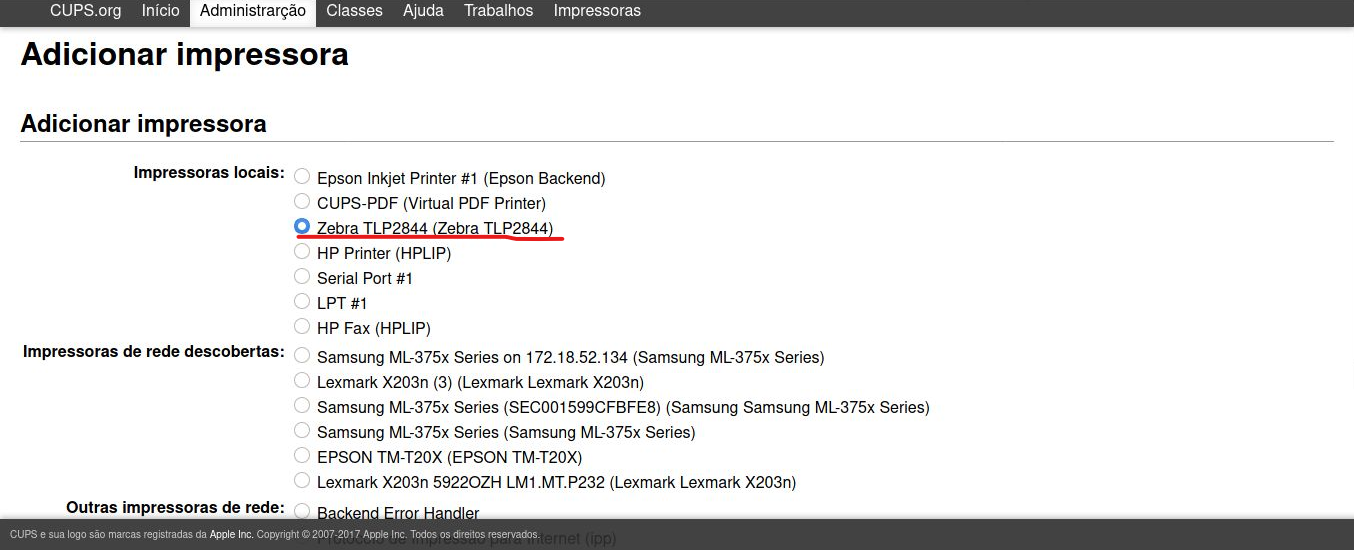 CUPS.org Início Administrarção Classes Ajuda Trabalhos Impressoras
Adicionar impressora
Adicionar impressora
Impressoras locais:
Epson Inkjet Printer #1 (Epson Backend)
CUPS-PDF (Virtual PDF Printer)
Zebra TLP2844 (Zebra TLP2844)
HP Printer (HPLIP)
Serial Port #1
LPT #1
HP Fax (HPLIP)
Impressoras de rede descobertas:
Samsung ML-375x Series on 172.18.52.134 (Samsung ML-375x Series)
Lexmark X203n (3) (Lexmark Lexmark X203n)
Samsung ML-375x Series (SEC001599CFBFE8) (Samsung Samsung ML-375x Series)
Samsung ML-375x Series (Samsung ML-375x Series)
EPSON TM-T20X (EPSON TM-T20X)
Lexmark X203n 5922OZH LM1.MT.P232 (Lexmark Lexmark X203n)
Outras impressoras de rede:
Backend Error Handler
Protocolo de Impressão para Internet (ipp)
CUPS e sua logo são marcas registradas da Apple Inc. Copyright © 2007-2017 Apple Inc. Todos os direitos reservados.